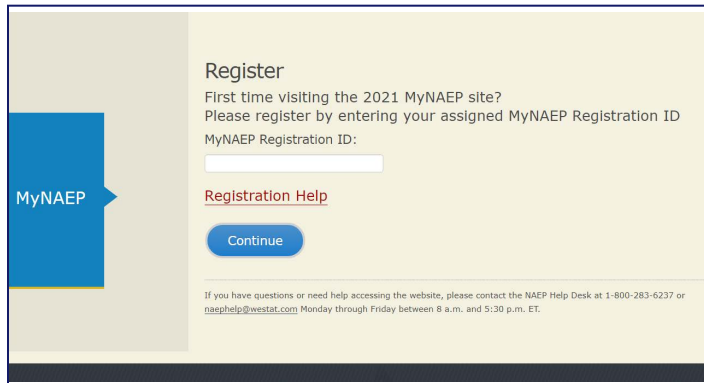 Register
First time visiting the 2021 MyNAEP site?
Please register by entering your assigned MyNAEP Registration ID
MyNAEP Registration ID:
MyNAEP
Registration Help
Continue
If you have questions or need help accessing the website, please contact the NAEP Help Desk at 1-800-283-6237 or
naephelp@westat.com Monday through Friday between 8 a.m. and 5:30 p.m. ET.